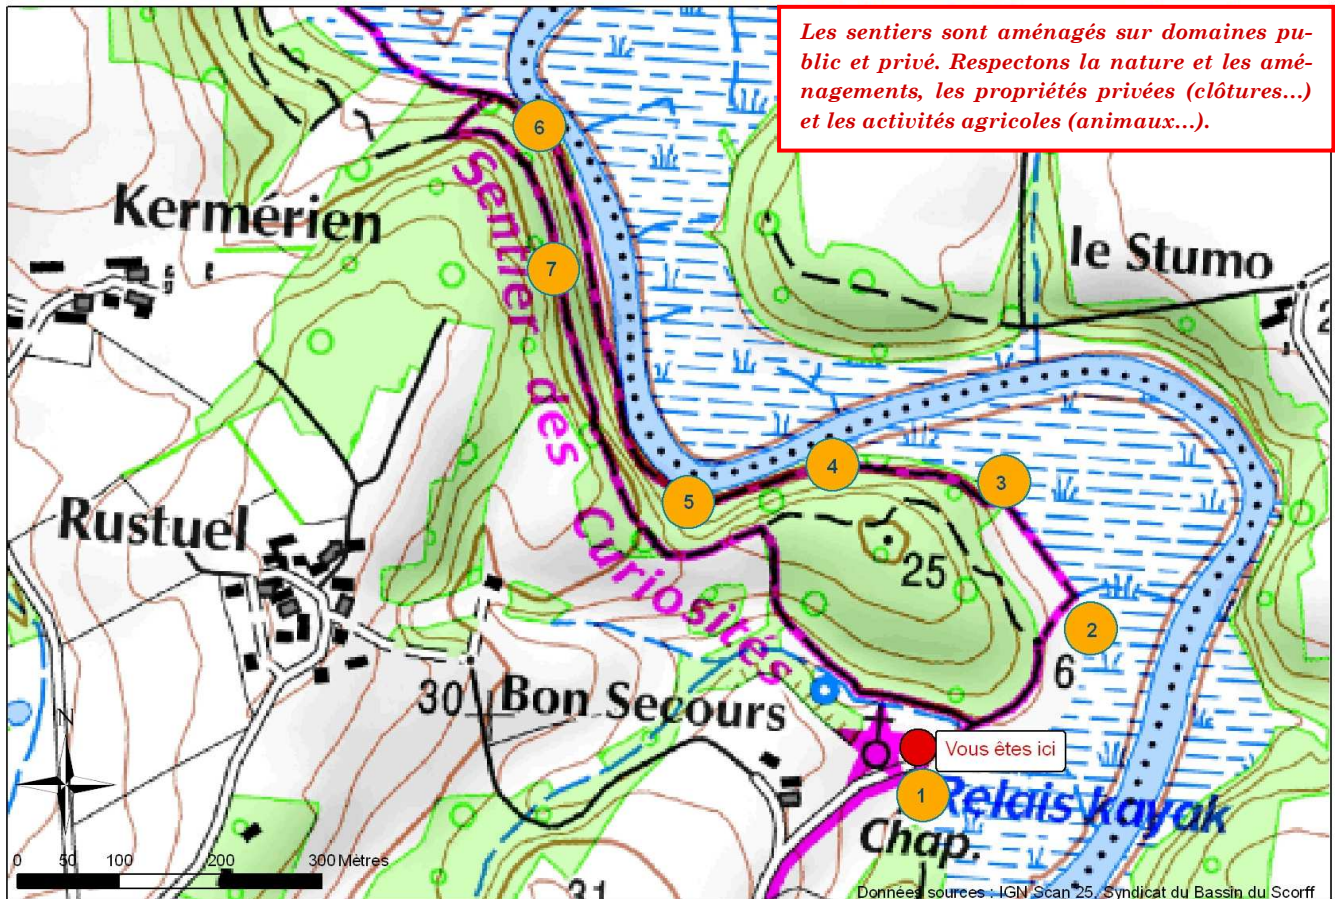 Les sentiers sont aménagés sur domaines pu-
blic et privé. Respectons la nature et les amé-
nagements, les propriétés privées (clôtures...)
et les activités agricoles (animaux...).
6
Kermérien
le Stumo
2
7
Sentier des Curiosités
4
3
5
Rustuel
25
2
6
30
Bon Secours
Vous êtes ici
N
1
Relais kayak
Chap.
0 50 100 200 300 Mètres
31
Données sources : IGN Scan 25, Syndicat du Bassin du Scorff